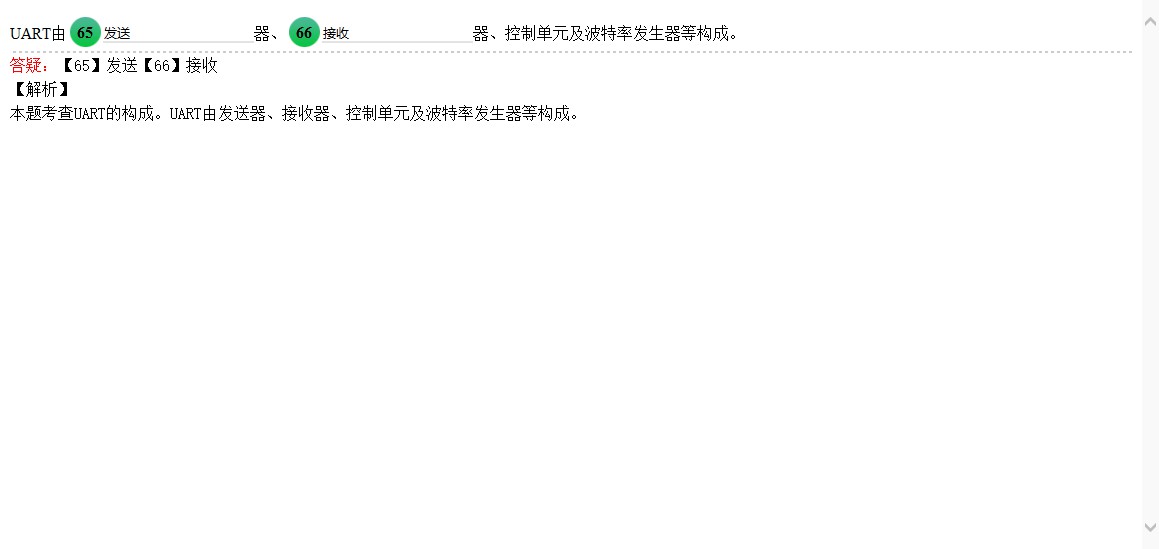 UART由 65 发送 器、 66 接收 器、控制单元及波特率发生器等构成。
答疑：【65】发送【66】接收
【解析】
本题考查UART的构成。UART由发送器、接收器、控制单元及波特率发生器等构成。